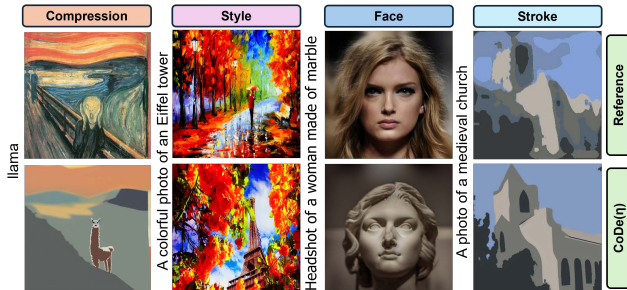 Compression
Style
Face
Stroke
llama
A colorful photo of an Eiffel tower
Headshot of a woman made of marble
A photo of a medieval church
Reference
CoDe(η)